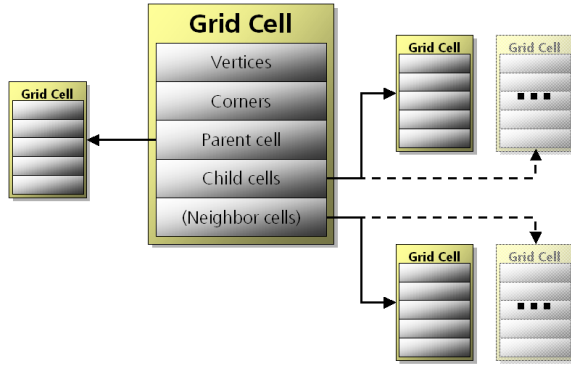 Grid Cell
Vertices
Corners
Parent cell
Child cells
(Neighbor cells)
Grid Cell
Grid Cell
Grid Cell
...
Grid Cell
Grid Cell
...